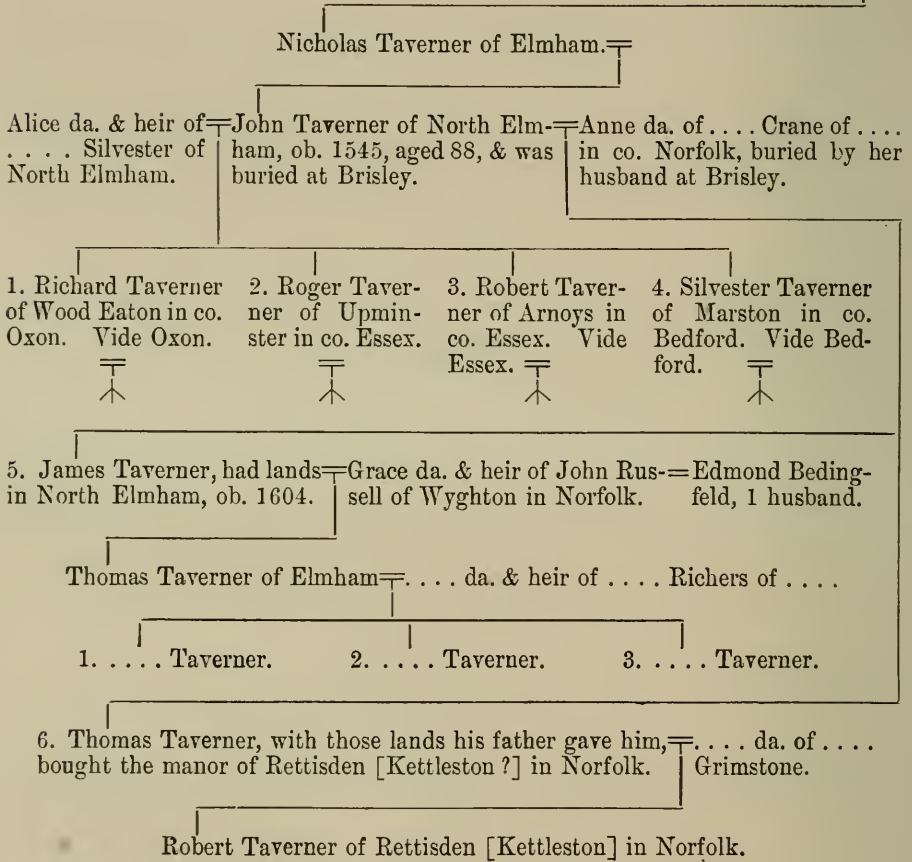 Nicholas Taverner of Elmham.
Alice da. & heir of
. . . . Silvester of
North Elmham.
John Taverner of North Elm-
ham, ob. 1545, aged 88, & was
buried at Brisley.
Anne da. of . . . . Crane of . . . .
in co. Norfolk, buried by her
husband at Brisley.
1. Richard Taverner
of Wood Eaton in co.
Oxon. Vide Oxon.
2. Roger Taver-
ner of Upmin-
ster in co. Essex.
3. Robert Taver-
ner of Arnoys in
co. Essex. Vide
Essex.
4. Silvester Taverner
of Marston in co.
Bedford. Vide Bed-
ford.
5. James Taverner, had lands
in North Elmham, ob. 1604.
Grace da. & heir of John Rus-
sell of Wyghton in Norfolk.
Edmond Beding-
feld, 1 husband.
Thomas Taverner of Elmham
. . . . da. & heir of . . . . Richers of . . . .
1. . . . . Taverner.
2. . . . . Taverner.
3. . . . . Taverner.
6. Thomas Taverner, with those lands his father gave him,
bought the manor of Rettisden [Kettleston ?] in Norfolk.
. . . . da. of . . . .
Grimstone.
Robert Taverner of Rettisden [Kettleston] in Norfolk.